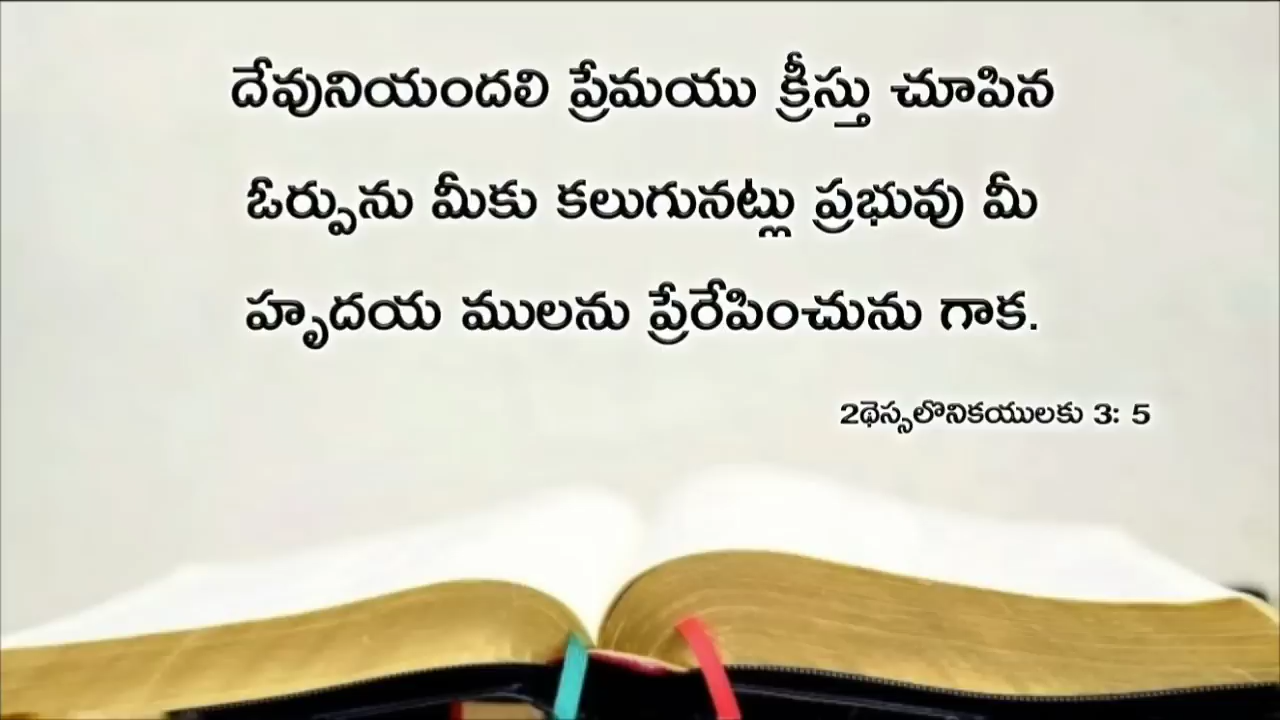 దేవునియందలి ప్రేమయు క్రీస్తు చూపిన
ఓర్పును మీకు కలుగునట్లు ప్రభువు మీ
హృదయ ములను ప్రేరేపించును గాక.
2థెస్సలొనికయులకు 3: 5